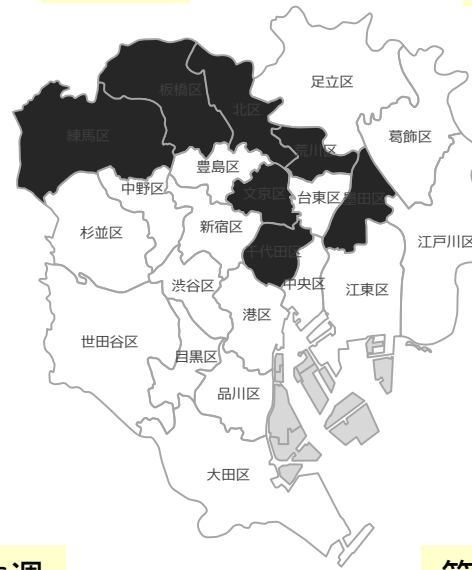 足立区
板橋区
北区
練馬区
荒川区
葛飾区
豊島区
中野区
文京区
台東区
墨田区
杉並区
新宿区
千代田区
江戸川区
渋谷区
中央区
江東区
港区
世田谷区
目黒区
品川区
大田区
週